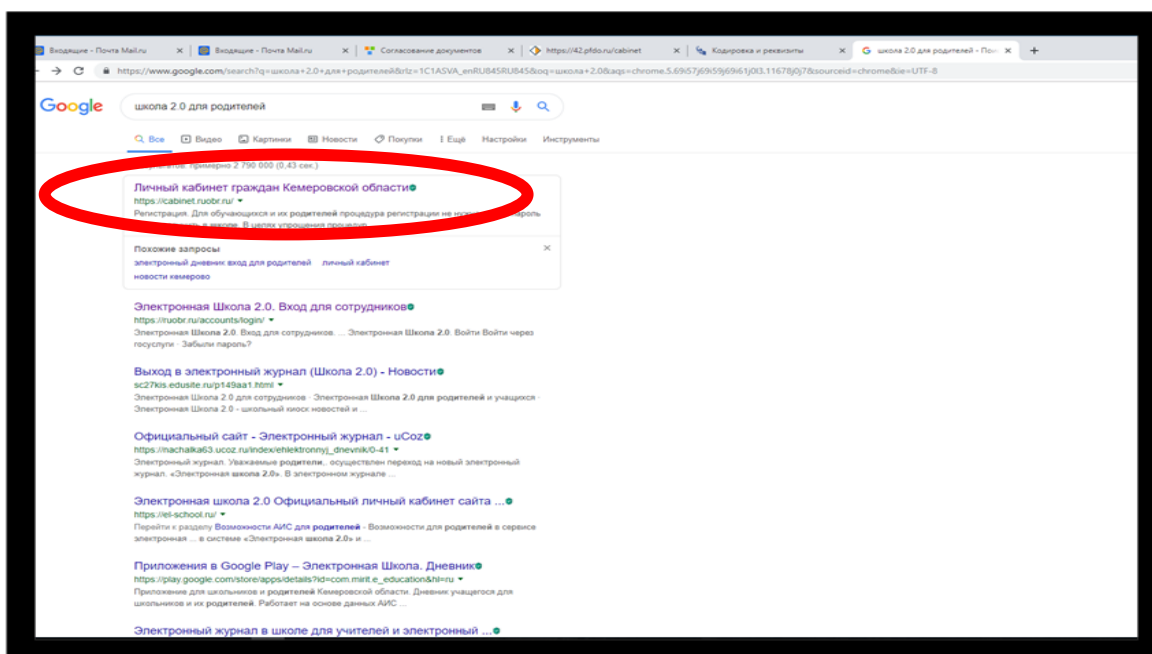 Входящие - Почта Mail.ru
Входящие - Почта Mail.ru
Согласование документов
https://42.pfdo.ru/cabinet
Кодировка и реквизиты
школа 2.0 для родителей - Пои
https://www.google.com/search?q=школа+2.0+для+родителей&rlz=1C1ASVA_enRU845RU845&oq=школа+2.0&aqs=chrome.5.69i57j69i59j69i61j0l3.11678j0j7&sourceid=chrome&ie=UTF-8
Google
школа 2.0 для родителей
Все Видео Картинки Новости Покупки Ещё Настройки Инструменты
примерно 2 790 000 (0,43 сек.)
Личный кабинет граждан Кемеровской области
https://cabinet.ruobr.ru/
Регистрация. Для обучающихся и их родителей процедура регистрации не
в школе. В целях упрощения процедур
Похожие запросы
электронный дневник вход для родителей личный кабинет
новости кемерово
Электронная Школа 2.0. Вход для сотрудников
https://ruobr.ru/accounts/login/
Электронная Школа 2.0. Вход для сотрудников. ... Электронная Школа 2.0. Войти Войти через
госуслуги · Забыли пароль?
Выход в электронный журнал (Школа 2.0) - Новости
sc27kis.edusite.ru/p149aa1.html
Электронная Школа 2.0 для сотрудников · Электронная Школа 2.0 для родителей и учащихся ·
Электронная Школа 2.0 - школьный киоск новостей и ...
Официальный сайт - Электронный журнал - uCoz
https://nachalka63.ucoz.ru/index/ehlektronnyj_dnevnik/0-41
Электронный журнал. Уважаемые родители,. осуществлен переход на новый электронный
журнал. «Электронная школа 2.0». В электронном журнале ...
Электронная школа 2.0 Официальный личный кабинет сайта ...
https://el-school.ru/
Перейти к разделу Возможности АИС для родителей - Возможности для родителей в сервисе
электронная ... в системе «Электронная школа 2.0» и ...
Приложения в Google Play – Электронная Школа. Дневник
https://play.google.com/store/apps/details?id=com.mirit.e_education&hl=ru
Приложение для школьников и родителей Кемеровской области. Дневник учащегося для
школьников и их родителей. Работает на основе данных АИС ...
Электронный журнал в школе для учителей и электронный ...